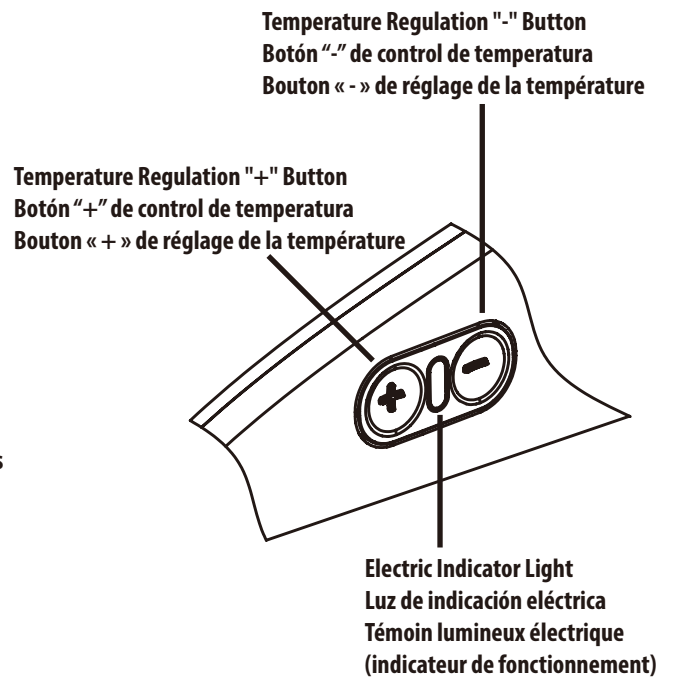 Temperature Regulation "-" Button
Botón “-” de control de temperatura
Bouton « - » de réglage de la température
Temperature Regulation "+" Button
Botón “+” de control de temperatura
Bouton « + » de réglage de la température
s
Electric Indicator Light
Luz de indicación eléctrica
Témoin lumineux électrique
(indicateur de fonctionnement)